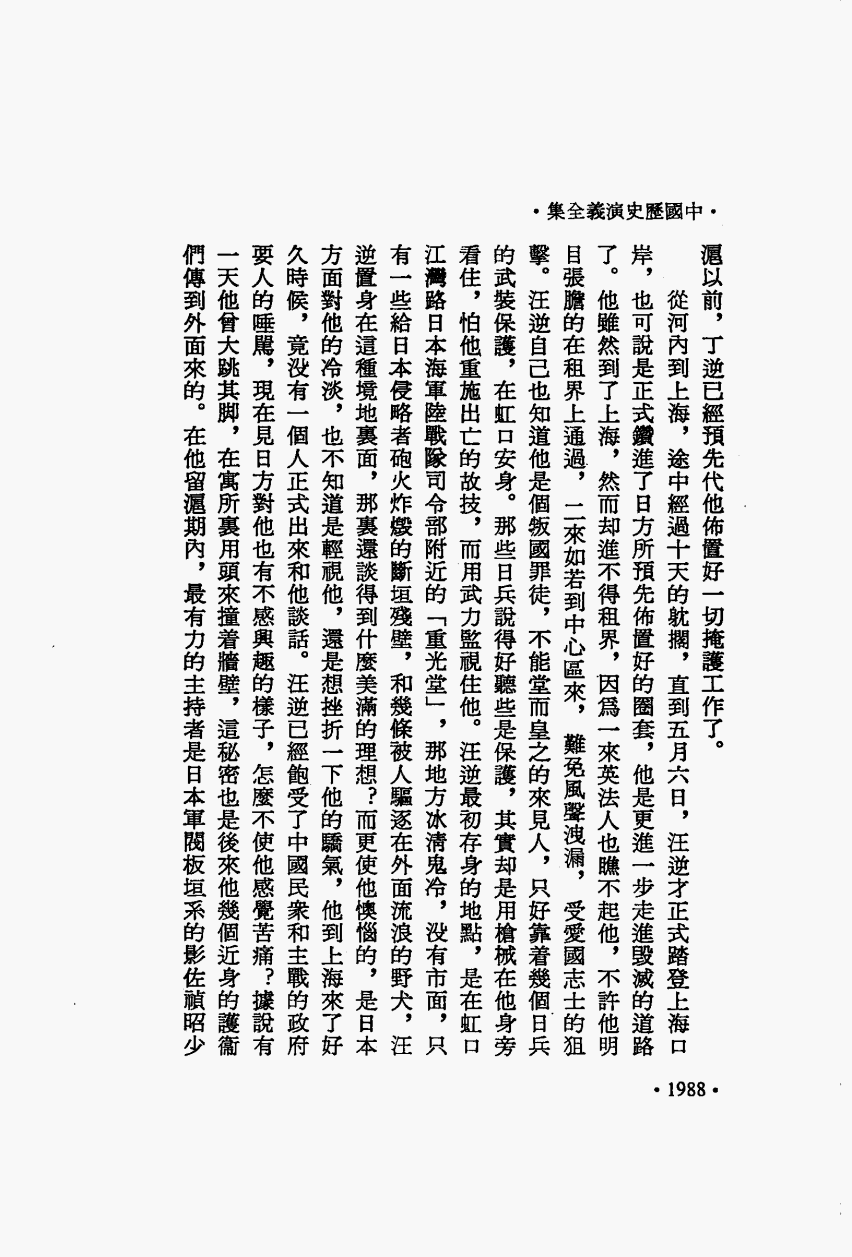 ·中國歷史演義全集·
滬以前，丁逆已經預先代他佈置好一切掩護工作了。
從河內到上海，途中經過十天的躭擱，直到五月六日，汪逆才正式踏登上海口
岸，也可說是正式鑽進了日方所預先佈置好的圈套，他是更進一步走進毀滅的道路
了。他雖然到了上海，然而却進不得租界，因爲一來英法人也瞧不起他，不許他明
目張膽的在租界上通過，二來如若到中心區來，難免風聲洩漏，受愛國志士的狙
擊。汪逆自己也知道他是個叛國罪徒，不能堂而皇之的來見人，只好靠着幾個日兵
的武裝保護，在虹口安身。那些日兵說得好聽些是保護，其實却是用槍械在他身旁
看住，怕他重施出亡的故技，而用武力監視住他。汪逆最初存身的地點，是在虹口
江灣路日本海軍陸戰隊司令部附近的「重光堂」，那地方冰清鬼冷，没有市面，只
有一些給日本侵略者砲火炸燬的斷垣殘壁，和幾條被人驅逐在外面流浪的野犬，汪
逆置身在這種境地裏面，那裏還談得到什麼美滿的理想？而更使他懊惱的，是日本
方面對他的冷淡，也不知道是輕視他，還是想挫折一下他的驕氣，他到上海來了好
久時候，竟没有一個人正式出來和他談話。汪逆已經飽受了中國民衆和主戰的政府
要人的唾駡，現在見日方對他也有不感興趣的樣子，怎麼不使他感覺苦痛？據說有
一天他曾大跳其脚，在寓所裏用頭來撞着牆壁，這秘密也是後來他幾個近身的護衞
們傳到外面來的。在他留滬期內，最有力的主持者是日本軍閥板垣系的影佐禎昭少
·1988·